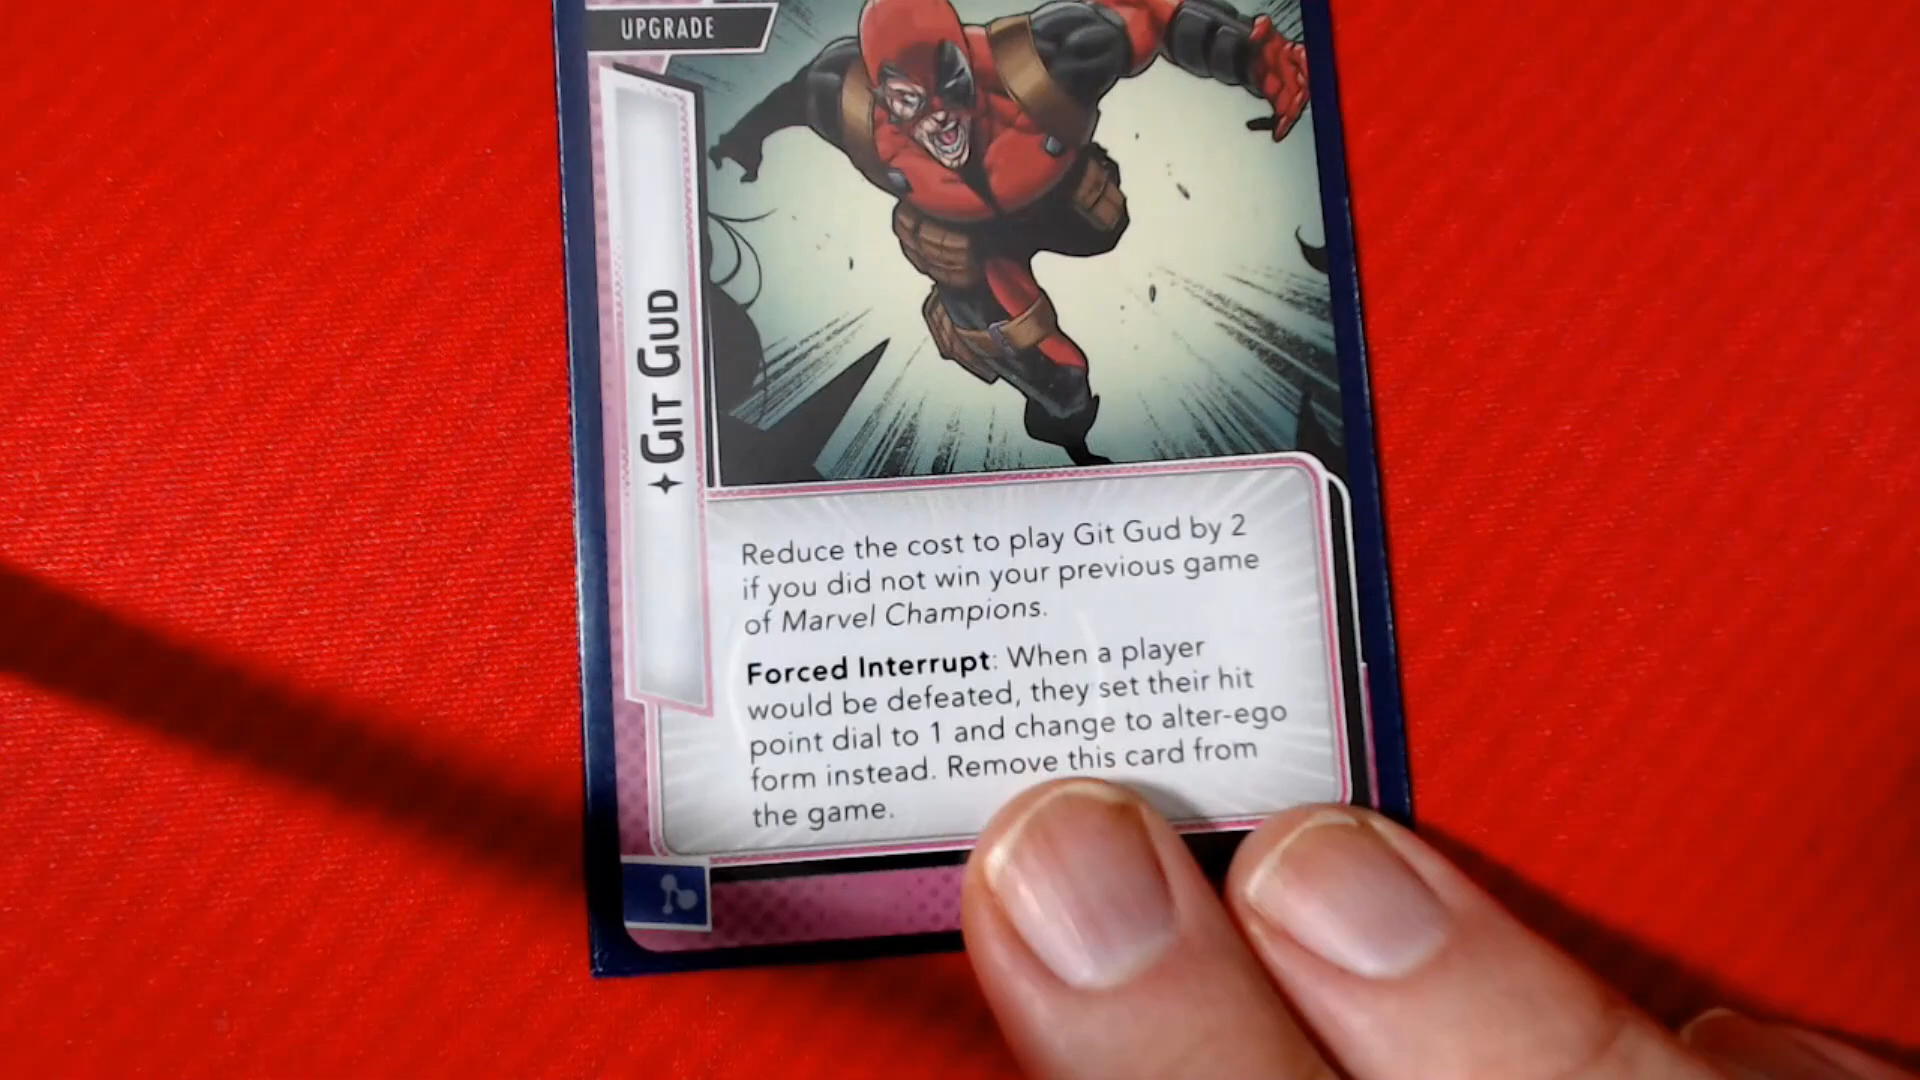 UPGRADE
GIT GUD
Reduce the cost to play Git Gud by 2
if you did not win your previous game
of Marvel Champions.
Forced Interrupt: When a player
would be defeated, they set their hit
point dial to 1 and change to alter-ego
form instead. Remove this card from
the game.